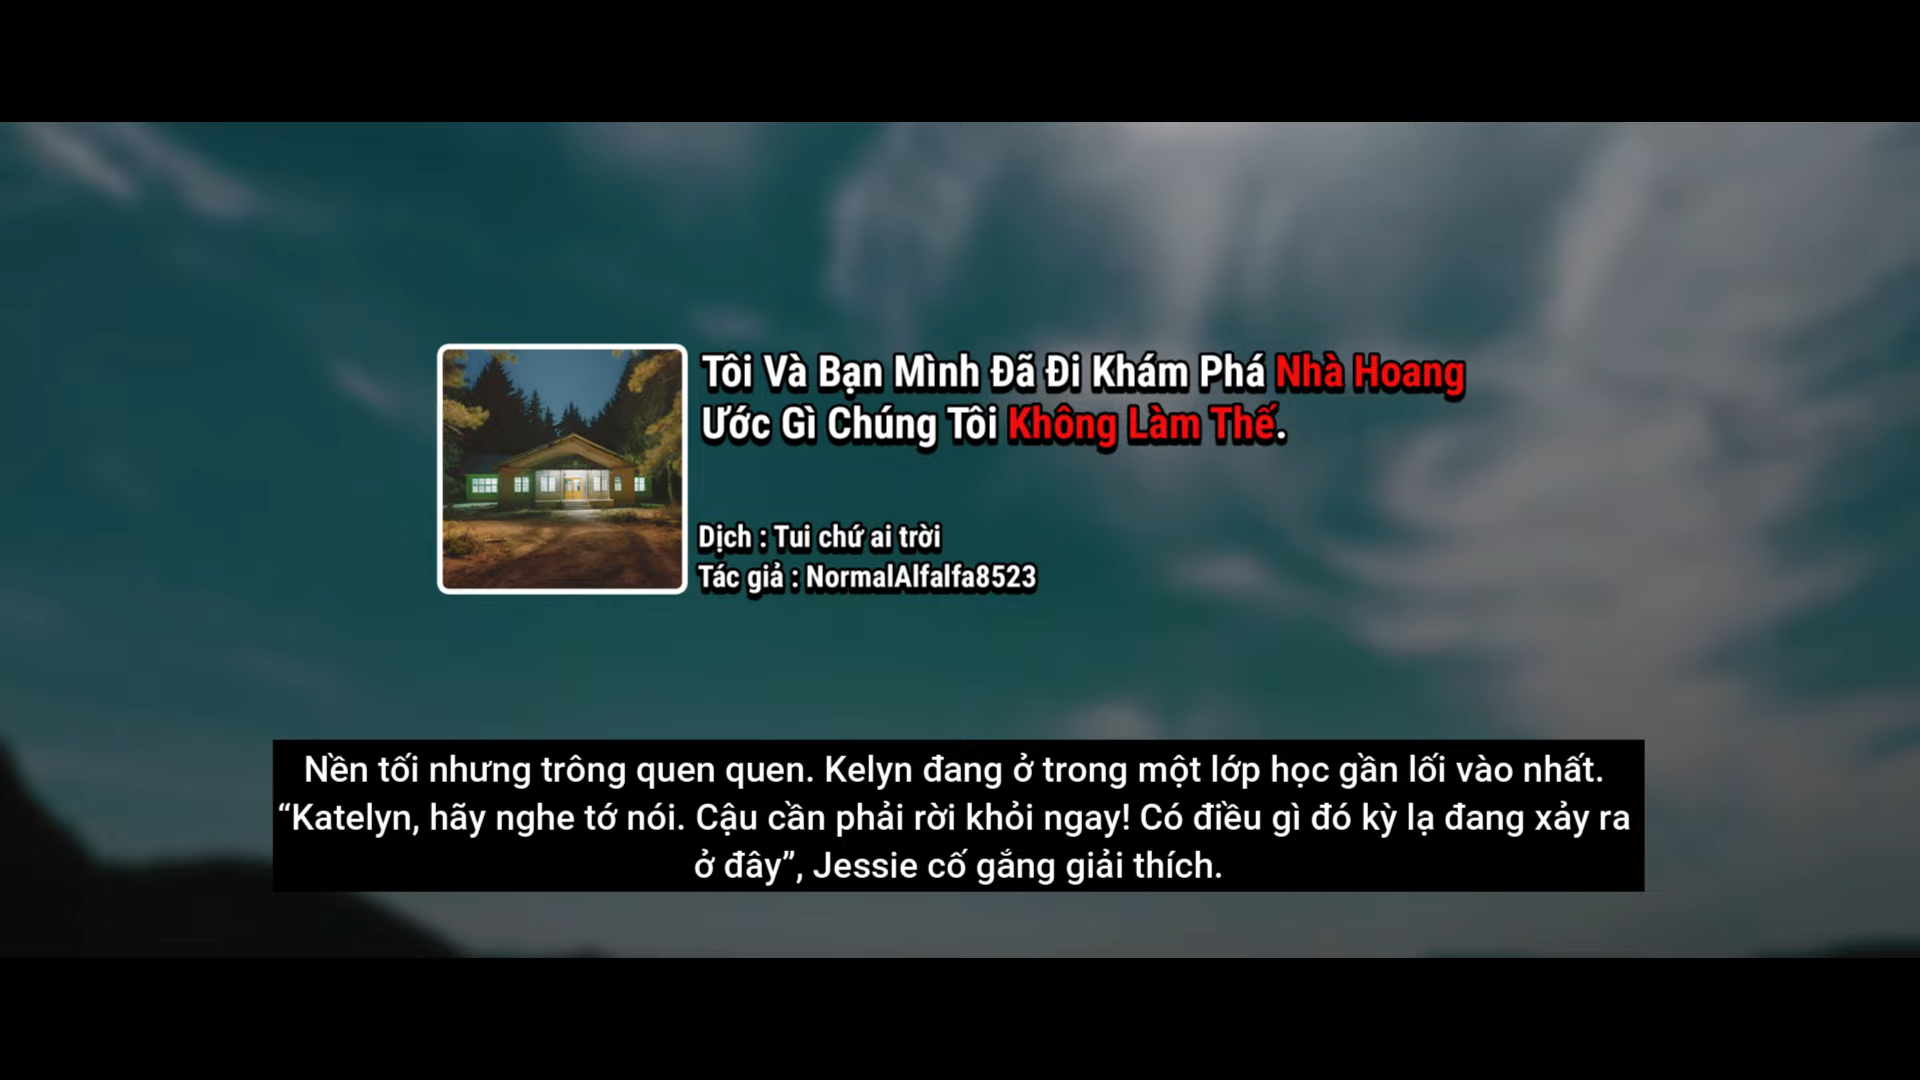 Tôi Và Bạn Mình Đã Đi Khám Phá Nhà Hoang
Ước Gì Chúng Tôi Không Làm Thế.
Dịch : Tui chứ ai trời
Tác giả : NormalAlfalfa8523
Nền tối nhưng trông quen quen. Kelyn đang ở trong một lớp học gần lối vào nhất.
“Katelyn, hãy nghe tớ nói. Cậu cần phải rời khỏi ngay! Có điều gì đó kỳ lạ đang xảy ra
ở đây”, Jessie cố gắng giải thích.